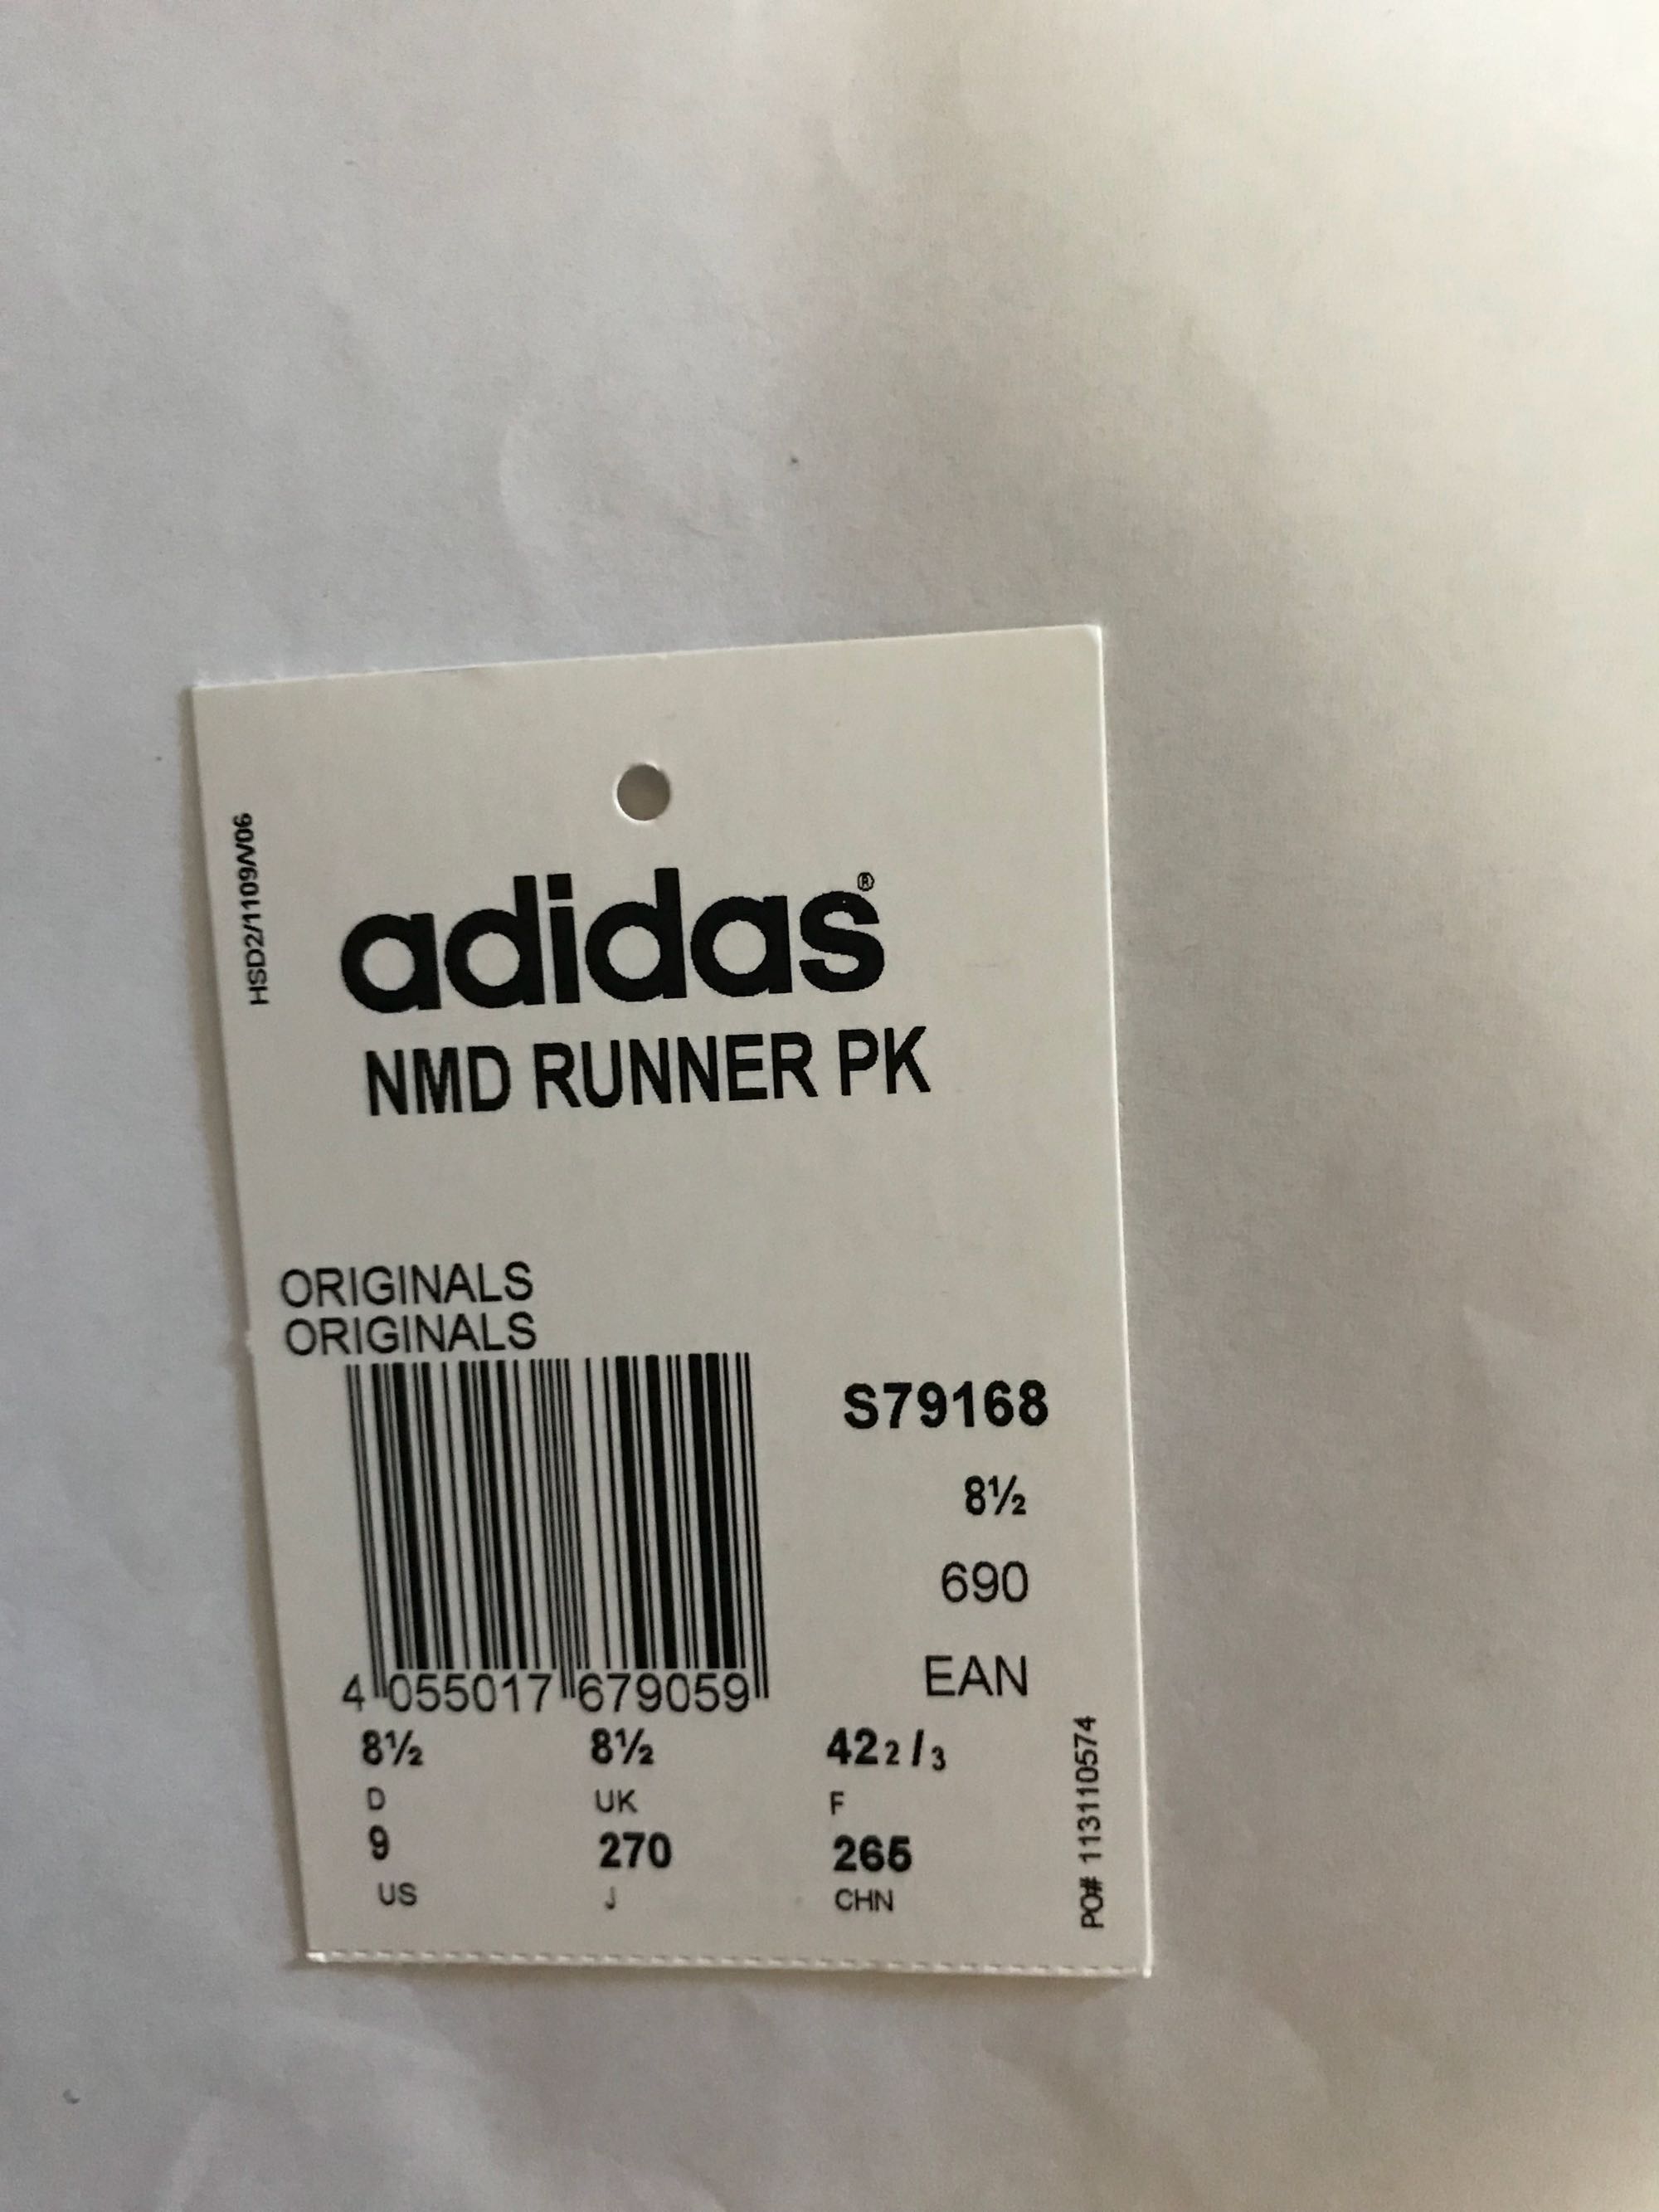 HSD2/1109/V06
adidas®
NMD RUNNER PK
ORIGINALS
ORIGINALS
S79168
8½
690
EAN
4 055017 679059
8½ 8½ 42 2/3
D UK F
9 270 265
US J CHN
PO# 113110574